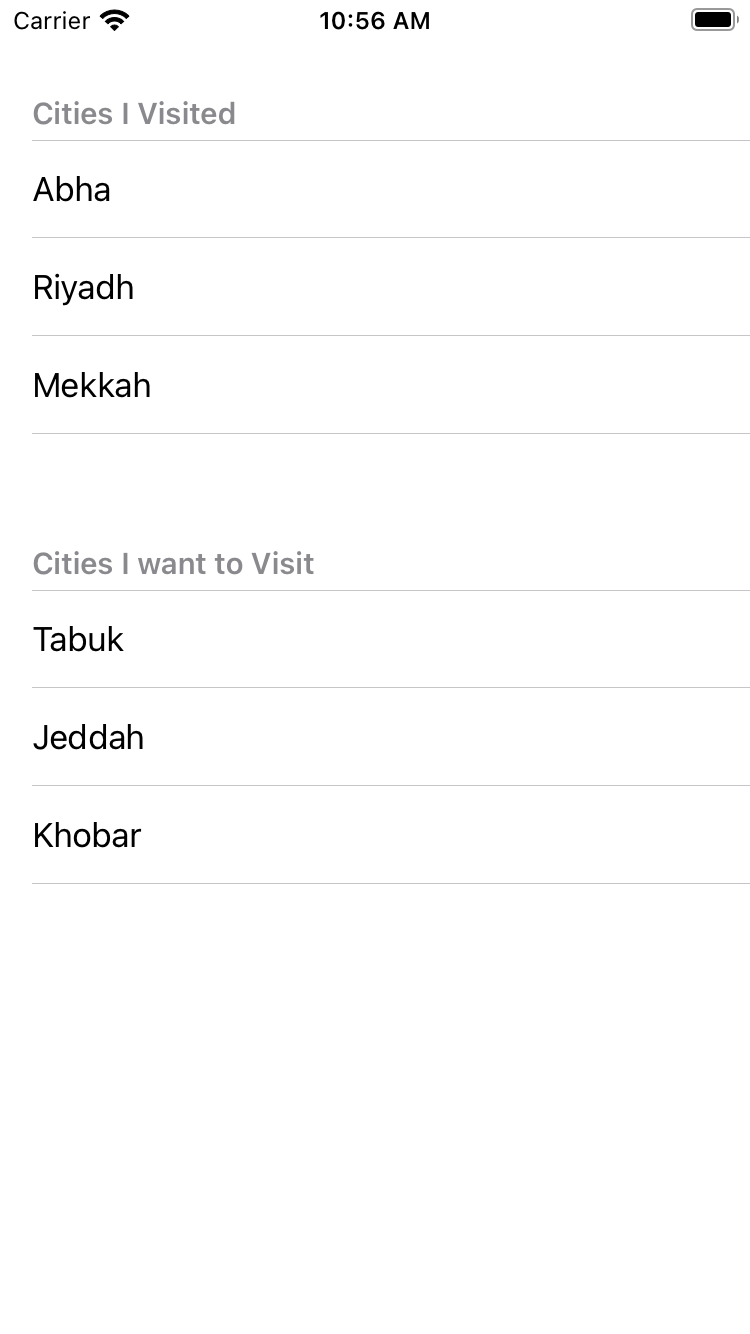 Carrier 10:56 AM
Cities I Visited
Abha
Riyadh
Mekkah
Cities I want to Visit
Tabuk
Jeddah
Khobar